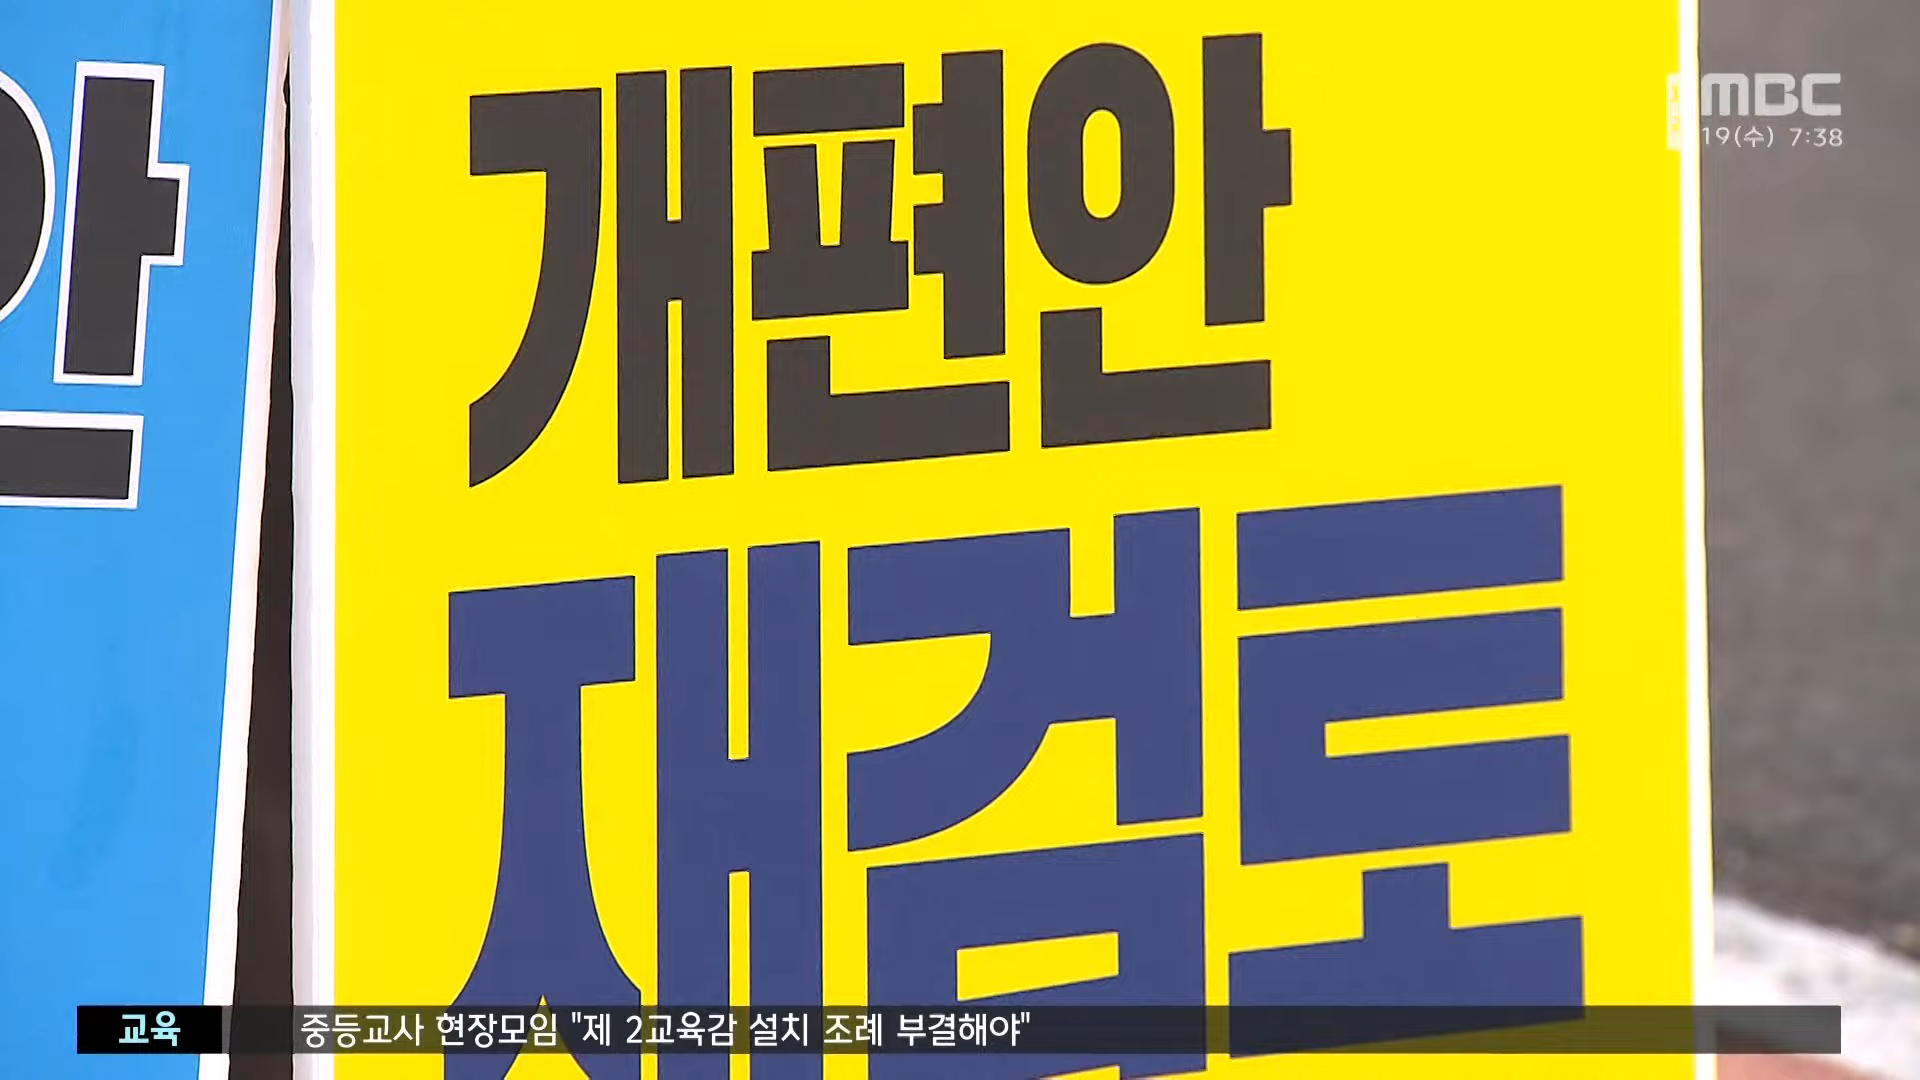 안
개편안
재검토
MBC
19(수) 7:38
교육 중등교사 현장모임 "제 2교육감 설치 조례 부결해야"